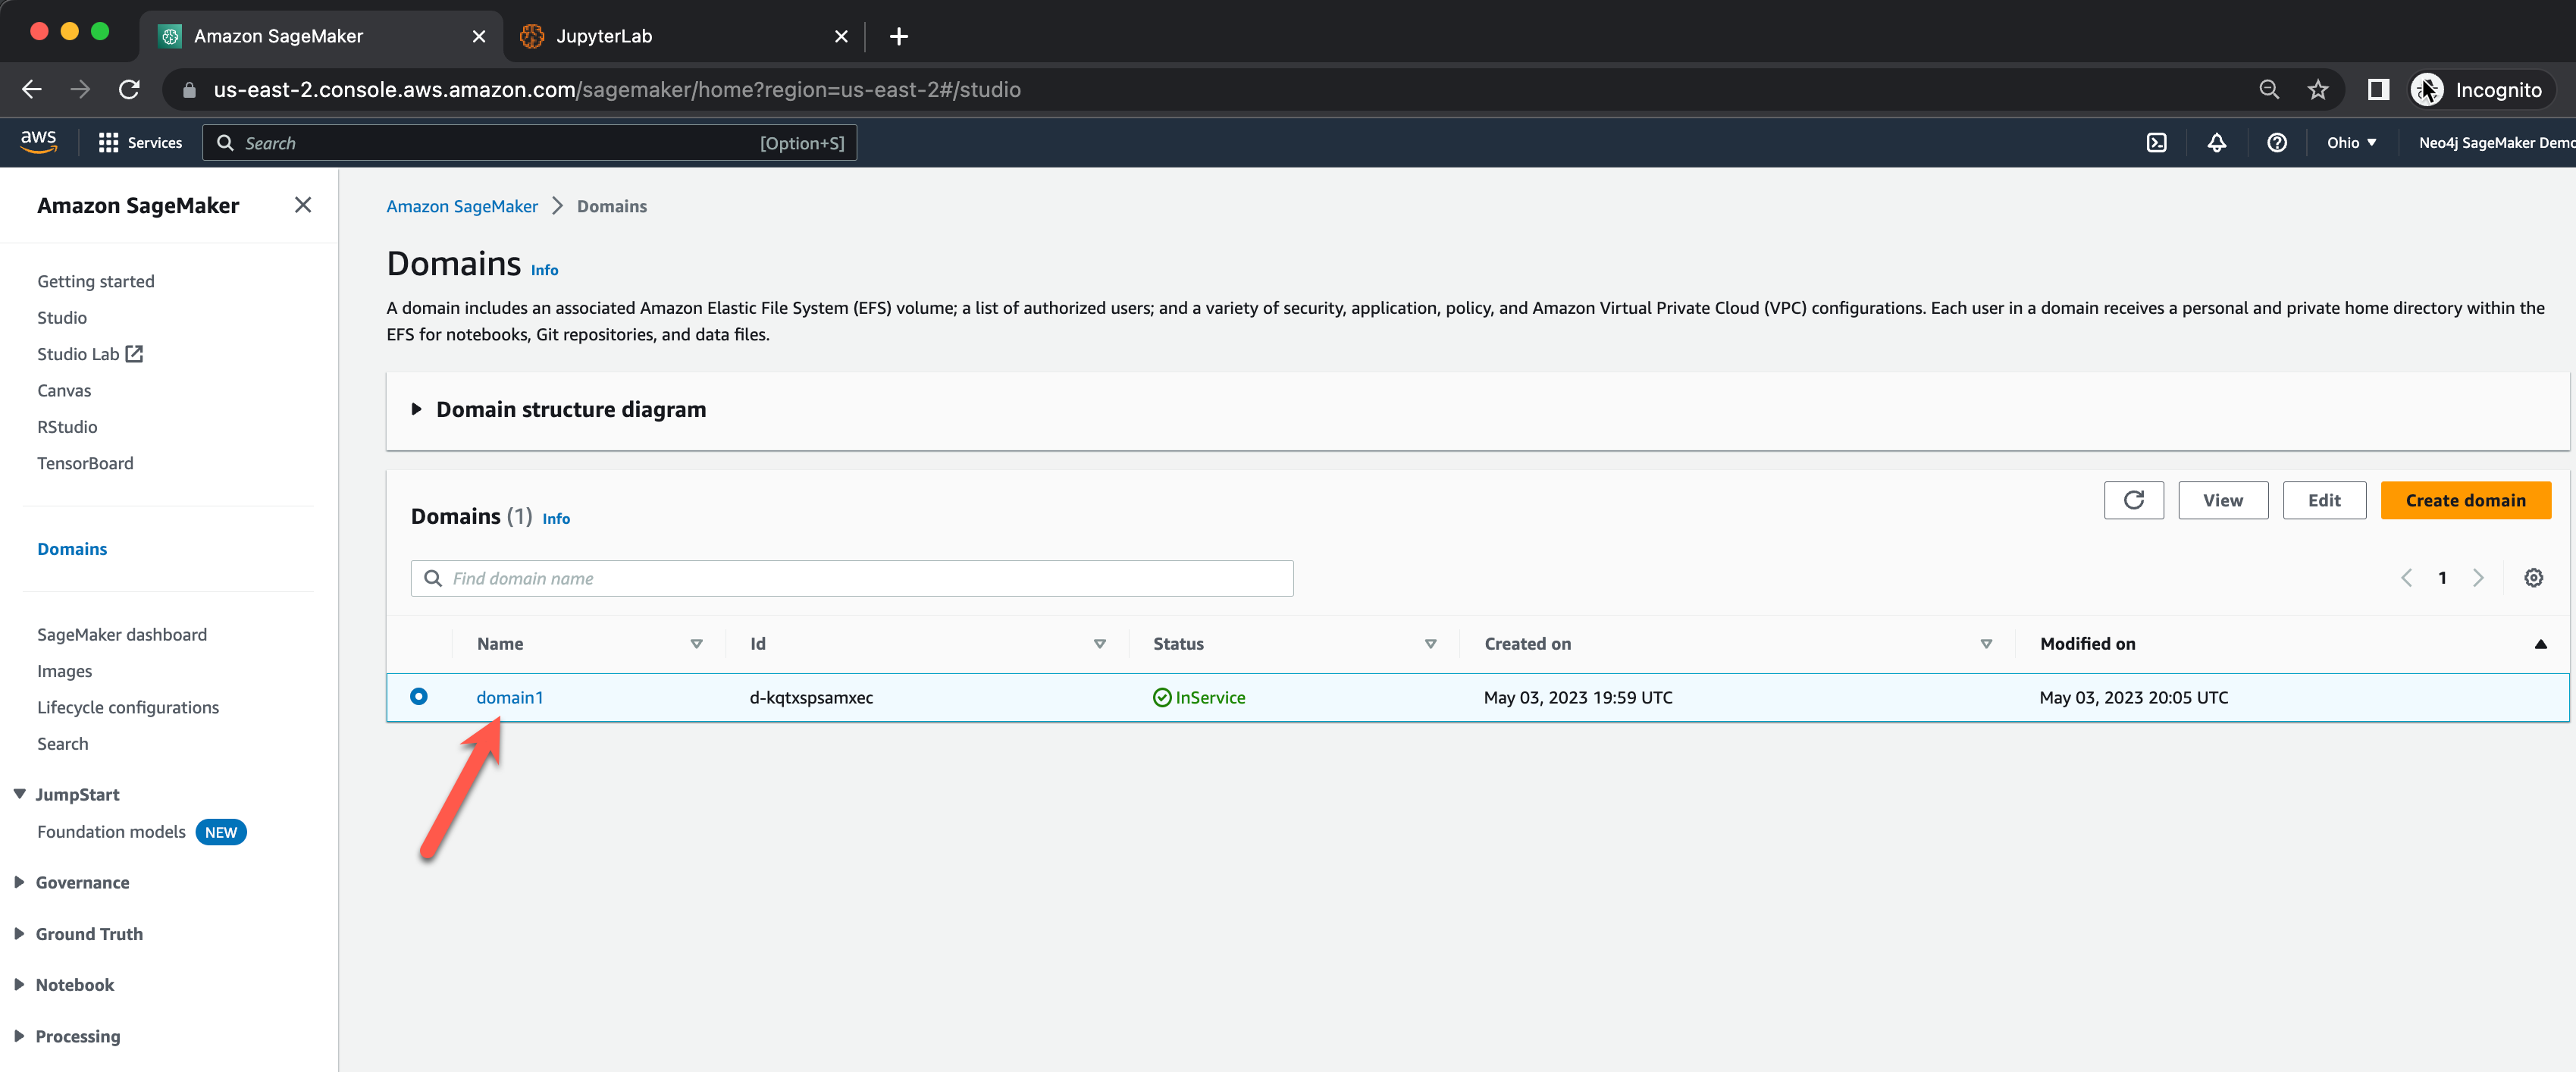 Amazon SageMaker
JupyterLab
us-east-2.console.aws.amazon.com/sagemaker/home?region=us-east-2#/studio
Incognito
aws
Services
Search
[Option+S]
Ohio
Neo4j SageMaker Demo
Amazon SageMaker
Getting started
Studio
Studio Lab
Canvas
RStudio
TensorBoard
Domains
SageMaker dashboard
Images
Lifecycle configurations
Search
JumpStart
Foundation models NEW
Governance
Ground Truth
Notebook
Processing
Amazon SageMaker > Domains
Domains Info
A domain includes an associated Amazon Elastic File System (EFS) volume; a list of authorized users; and a variety of security, application, policy, and Amazon Virtual Private Cloud (VPC) configurations. Each user in a domain receives a personal and private home directory within the
EFS for notebooks, Git repositories, and data files.
Domain structure diagram
Domains (1) Info
View
Edit
Create domain
Find domain name
1
Name Id Status Created on Modified on
domain1 d-kqtxspsamxec InService May 03, 2023 19:59 UTC May 03, 2023 20:05 UTC